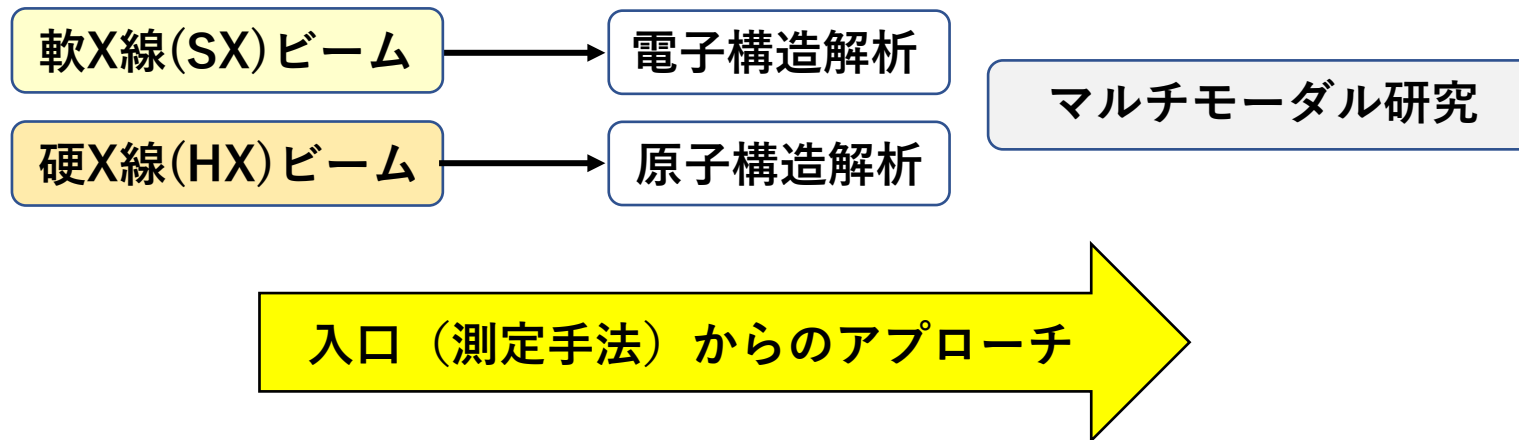 軟X線(SX)ビーム
電子構造解析
硬X線(HX)ビーム
原子構造解析
マルチモーダル研究
入口（測定手法）からのアプローチ